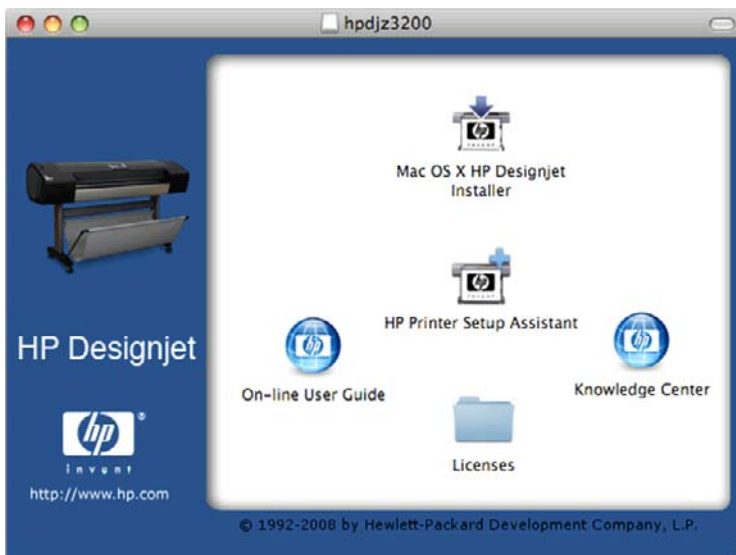 hpdjz3200
Mac OS X HP Designjet
Installer
HP Printer Setup Assistant
On-line User Guide
Knowledge Center
Licenses
HP Designjet
hp
®
invent
http://www.hp.com
© 1992-2008 by Hewlett-Packard Development Company, L.P.